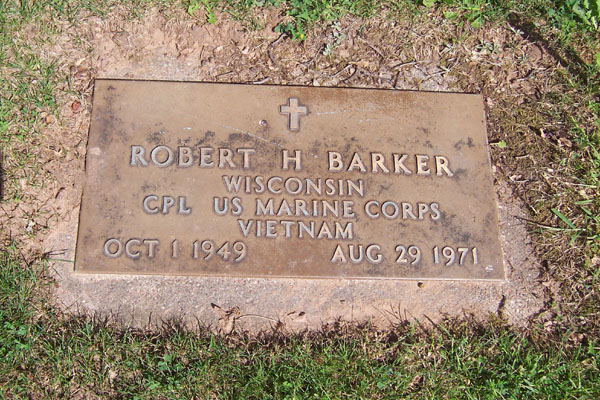 ROBERT H BARKER
WISCONSIN
CPL US MARINE CORPS
VIETNAM
OCT 1 1949 AUG 29 1971